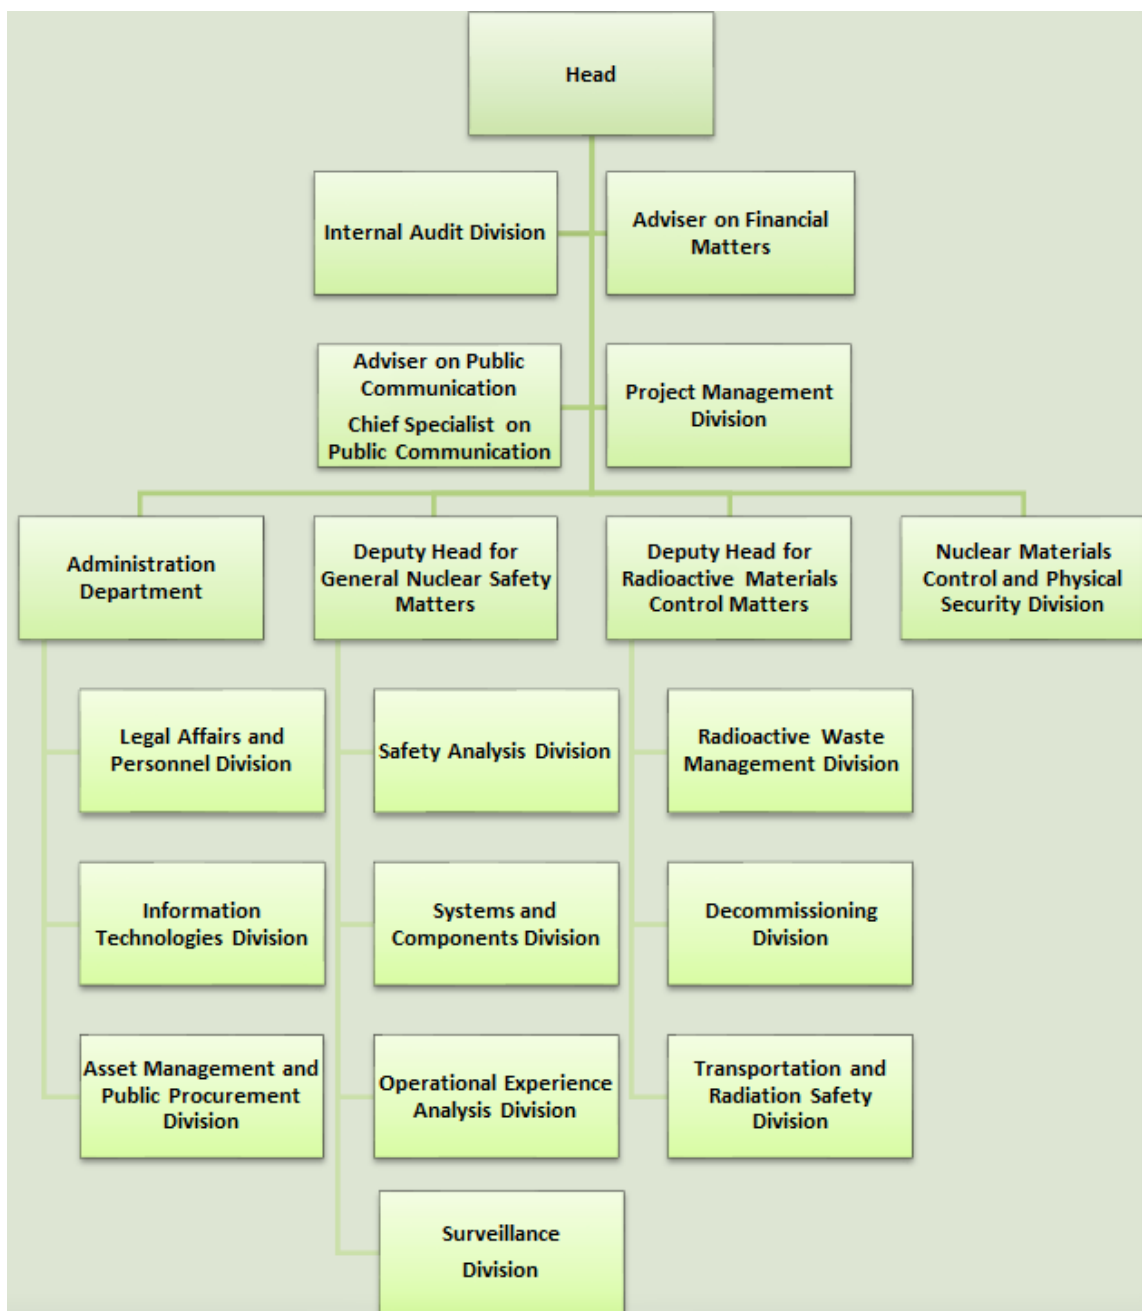 Head
Internal Audit Division
Adviser on Financial
Matters
Adviser on Public
Communication
Chief Specialist on
Public Communication
Project Management
Division
Administration
Department
Deputy Head for
General Nuclear Safety
Matters
Deputy Head for
Radioactive Materials
Control Matters
Nuclear Materials
Control and Physical
Security Division
Legal Affairs and
Personnel Division
Safety Analysis Division
Radioactive Waste
Management Division
Information
Technologies Division
Systems and
Components Division
Decommissioning
Division
Asset Management and
Public Procurement
Division
Operational Experience
Analysis Division
Transportation and
Radiation Safety
Division
Surveillance
Division